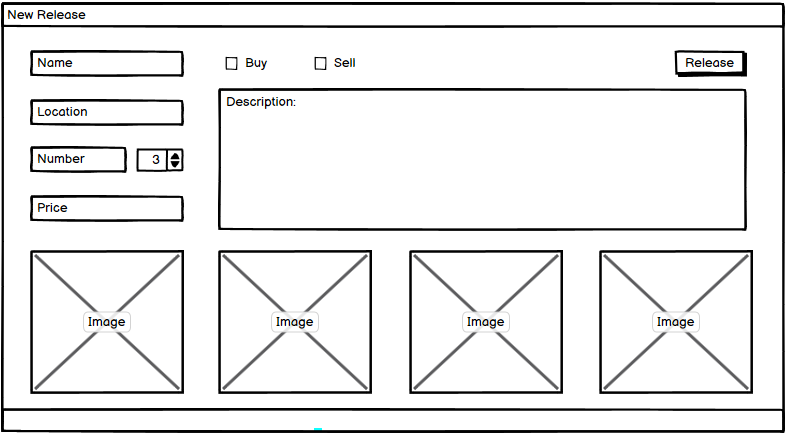 New Release
Name
Buy
Sell
Release
Location
Description:
Number
3
Price
Image
Image
Image
Image